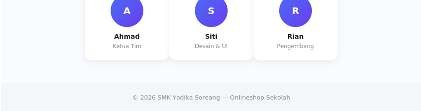 A S R
Ahmad Siti Rian
Ketua Tim Desain & UI Pengembang
© 2026 SMK Yadika Soreang — Onlineshop Sekolah